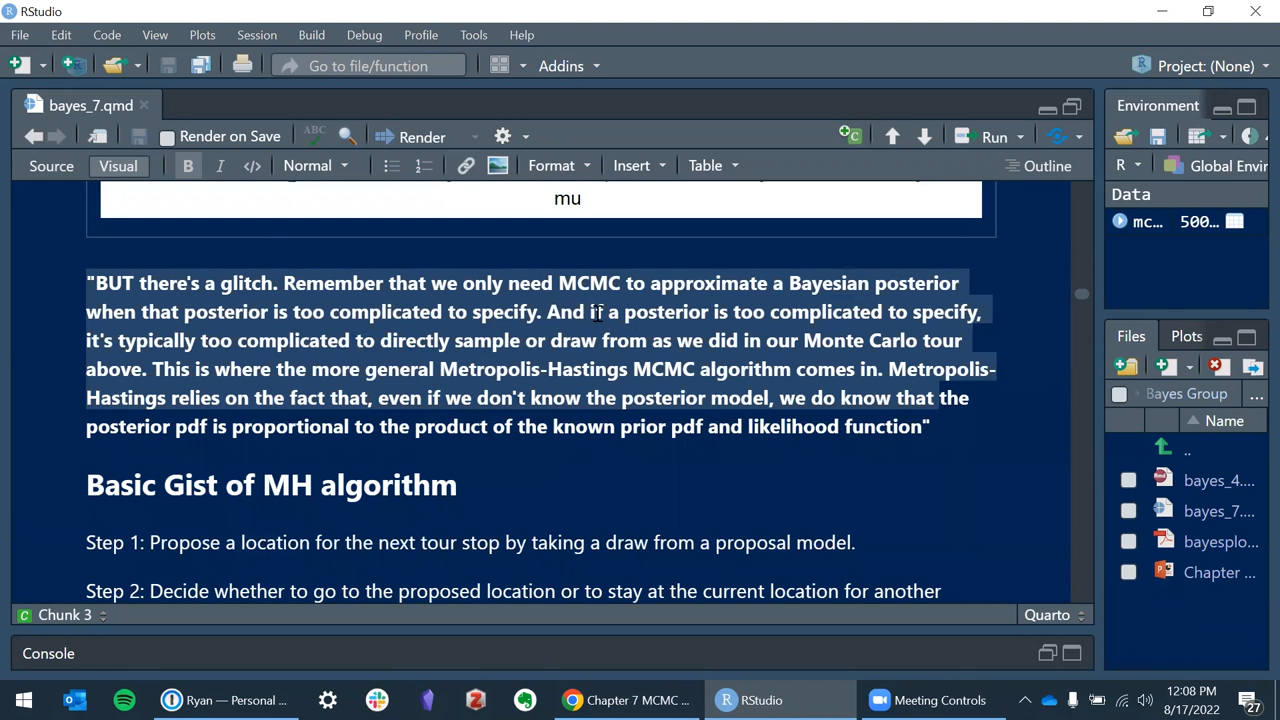 RStudio
File Edit Code View Plots Session Build Debug Profile Tools Help
Go to file/function Addins Project: (None)
bayes_7.qmd
Render on Save ABC Render Run
Source Visual B I </> Normal Format Insert Table Outline
mu
"BUT there's a glitch. Remember that we only need MCMC to approximate a Bayesian posterior
when that posterior is too complicated to specify. And if a posterior is too complicated to specify,
it's typically too complicated to directly sample or draw from as we did in our Monte Carlo tour
above. This is where the more general Metropolis-Hastings MCMC algorithm comes in. Metropolis-
Hastings relies on the fact that, even if we don't know the posterior model, we do know that the
posterior pdf is proportional to the product of the known prior pdf and likelihood function"
Basic Gist of MH algorithm
Step 1: Propose a location for the next tour stop by taking a draw from a proposal model.
Step 2: Decide whether to go to the proposed location or to stay at the current location for another
C Chunk 3 Quarto
Console
Environment
R Global Envir
Data
mc... 500...
Files Plots
Bayes Group ...
Name
..
bayes_4....
bayes_7....
bayesplo...
Chapter ...
Ryan — Personal ... Chapter 7 MCMC ... RStudio Meeting Controls
12:08 PM
8/17/2022
27